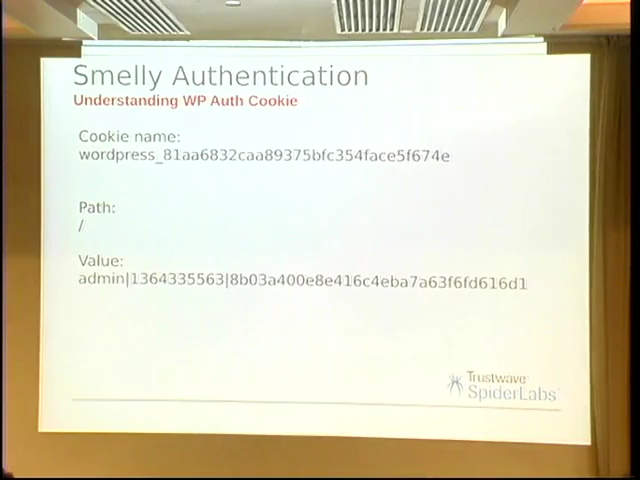 Smelly Authentication
Understanding WP Auth Cookie
Cookie name:
wordpress_81aa6832caa89375bfc354face5f674e
Path:
/
Value:
admin|1364335563|8b03a400e8e416c4eba7a63f6fd616d1
Trustwave
SpiderLabs